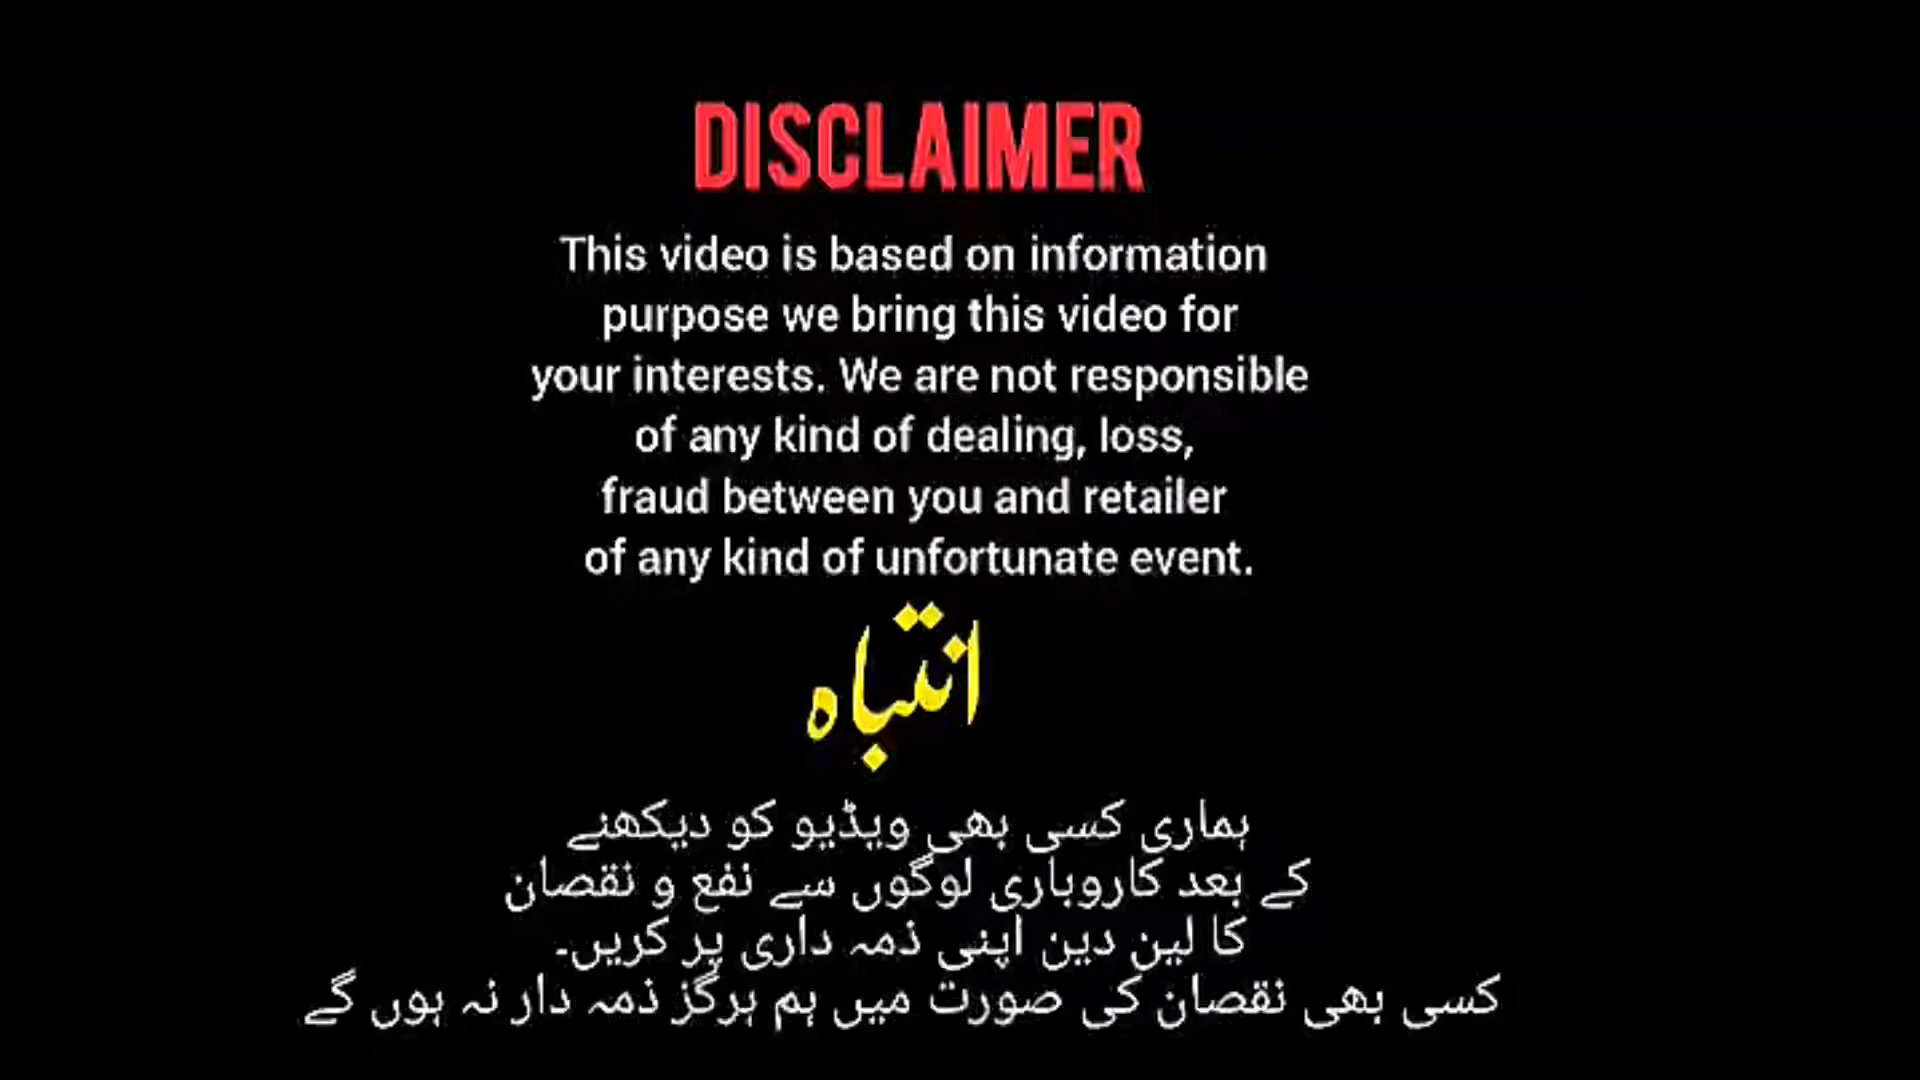 DISCLAIMER
This video is based on information
purpose we bring this video for
your interests. We are not responsible
of any kind of dealing, loss,
fraud between you and retailer
of any kind of unfortunate event.
انتباہ
ہماری کسی بھی ویڈیو کو دیکھنے
کے بعد کاروباری لوگوں سے نفع و نقصان
کا لین دین اپنی ذمہ داری پر کریں۔
کسی بھی نقصان کی صورت میں ہم ہرگز ذمہ دار نہ ہوں گے